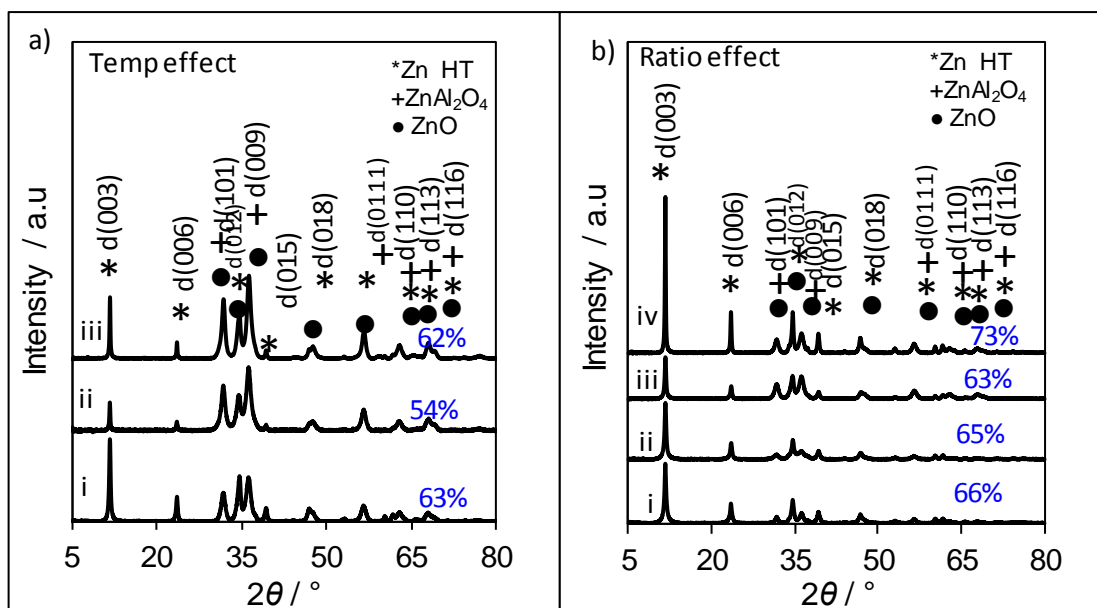 a)
Temp effect
*Zn HT
+ZnAl₂O₄
● ZnO
Intensity / a.u
* d(003)
* d(006)
+d(101)
* d(012)
+ d(009)
d(015)
* d(018)
+ d(0111)
+ d(110)
+ d(113)
+ d(116)
iii
62%
ii
54%
i
63%
5 20 35 50 65 80
2θ / °
b)
Ratio effect
*Zn HT
+ZnAl₂O₄
● ZnO
Intensity / a.u
* d(003)
* d(006)
+d(101)
* d(012)
+d(009)
* d(015)
* d(018)
* + d(0111)
+ d(110)
+ d(113)
+ d(116)
iv
73%
iii
63%
ii
65%
i
66%
5 20 35 50 65 80
2θ / °